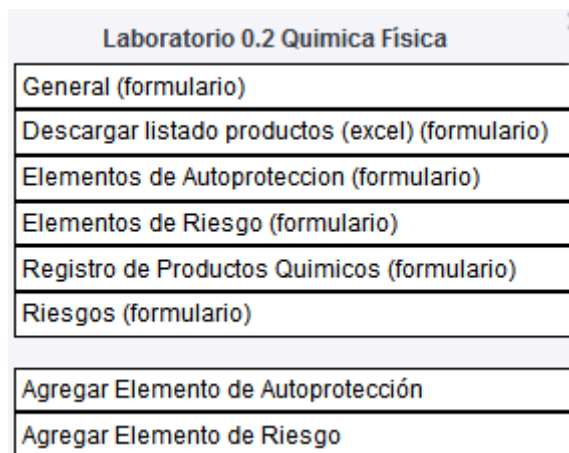 Laboratorio 0.2 Quimica Física
General (formulario)
Descargar listado productos (excel) (formulario)
Elementos de Autoproteccion (formulario)
Elementos de Riesgo (formulario)
Registro de Productos Quimicos (formulario)
Riesgos (formulario)
Agregar Elemento de Autoprotección
Agregar Elemento de Riesgo